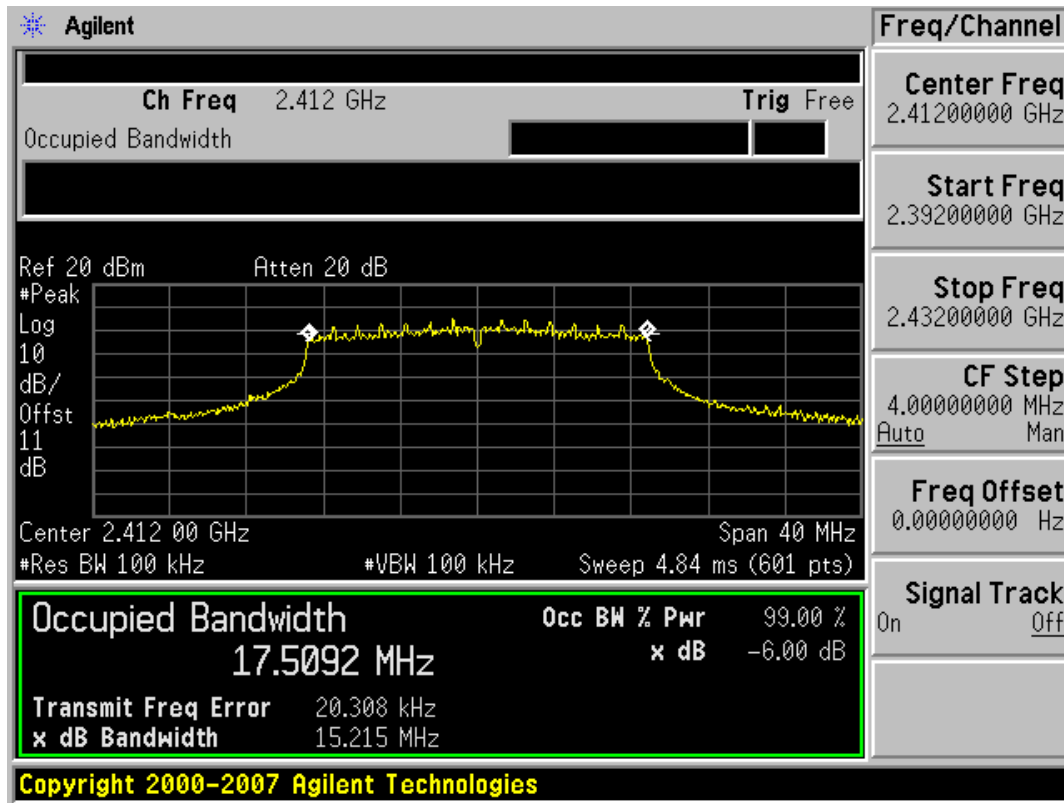 Agilent
Freq/Channel
Ch Freq 2.412 GHz Trig Free
Occupied Bandwidth
Center Freq
2.41200000 GHz
Start Freq
2.39200000 GHz
Stop Freq
2.43200000 GHz
CF Step
4.00000000 MHz
Auto Man
Freq Offset
0.00000000 Hz
Signal Track
On Off
Ref 20 dBm Atten 20 dB
#Peak
Log
10
dB/
Offst
11
dB
Center 2.412 00 GHz Span 40 MHz
#Res BW 100 kHz #VBW 100 kHz Sweep 4.84 ms (601 pts)
Occupied Bandwidth Occ BW % Pwr 99.00 %
17.5092 MHz x dB -6.00 dB
Transmit Freq Error 20.308 kHz
x dB Bandwidth 15.215 MHz
Copyright 2000-2007 Agilent Technologies